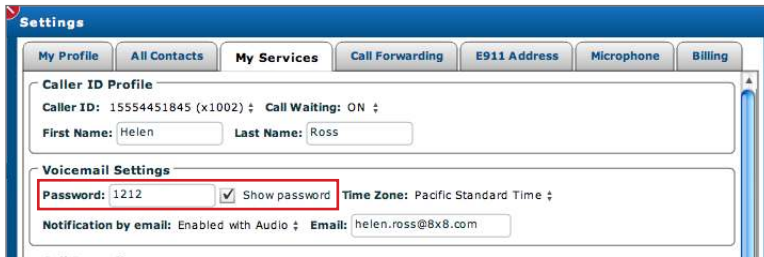 Settings
My Profile All Contacts My Services Call Forwarding E911 Address Microphone Billing
Caller ID Profile
Caller ID: 15554451845 (x1002) Call Waiting: ON
First Name: Helen Last Name: Ross
Voicemail Settings
Password: 1212 Show password Time Zone: Pacific Standard Time
Notification by email: Enabled with Audio Email: helen.ross@8x8.com